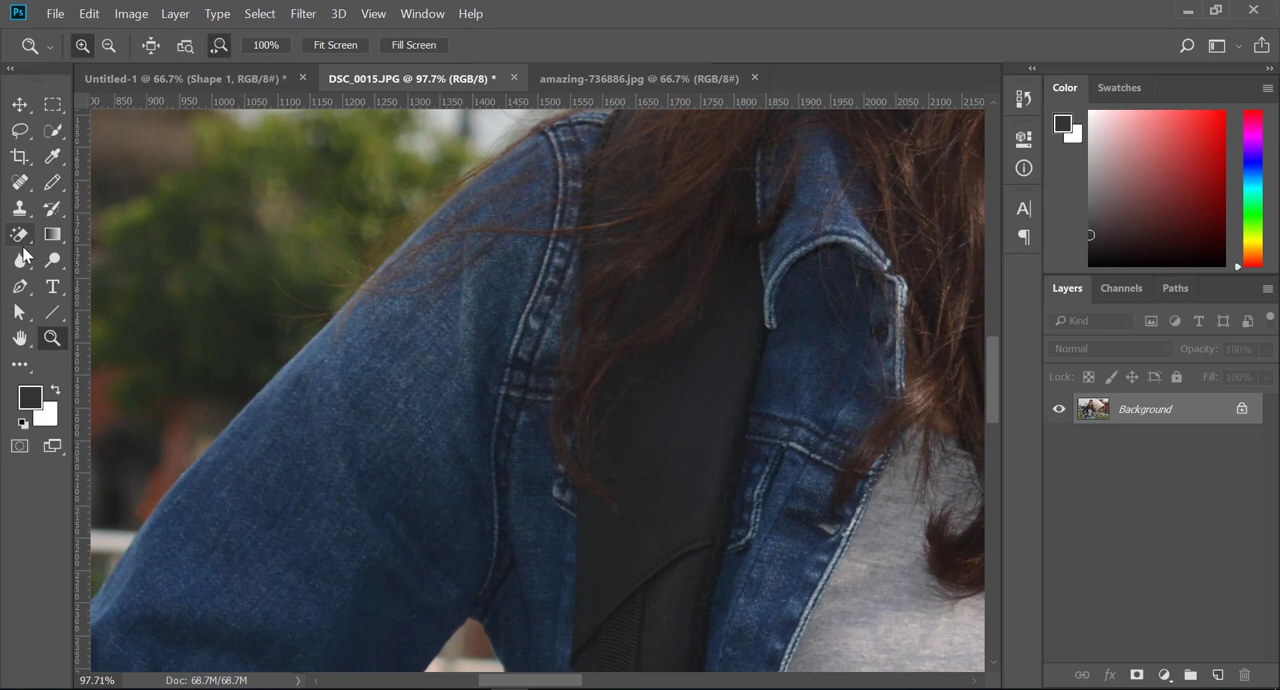 Ps File Edit Image Layer Type Select Filter 3D View Window Help
100% Fit Screen Fill Screen
Untitled-1 @ 66.7% (Shape 1, RGB/8#) * × DSC_0015.JPG @ 97.7% (RGB/8) * × amazing-736886.jpg @ 66.7% (RGB/8#) ×
850 900 950 1000 1050 1100 1150 1200 1250 1300 1350 1400 1450 1500 1550 1600 1650 1700 1750 1800 1850 1900 1950 2000 2050 2100 2150
Color Swatches
Layers Channels Paths
Kind
Normal Opacity: 100%
Lock: Fill: 100%
Background
97.71% Doc: 68.7M/68.7M